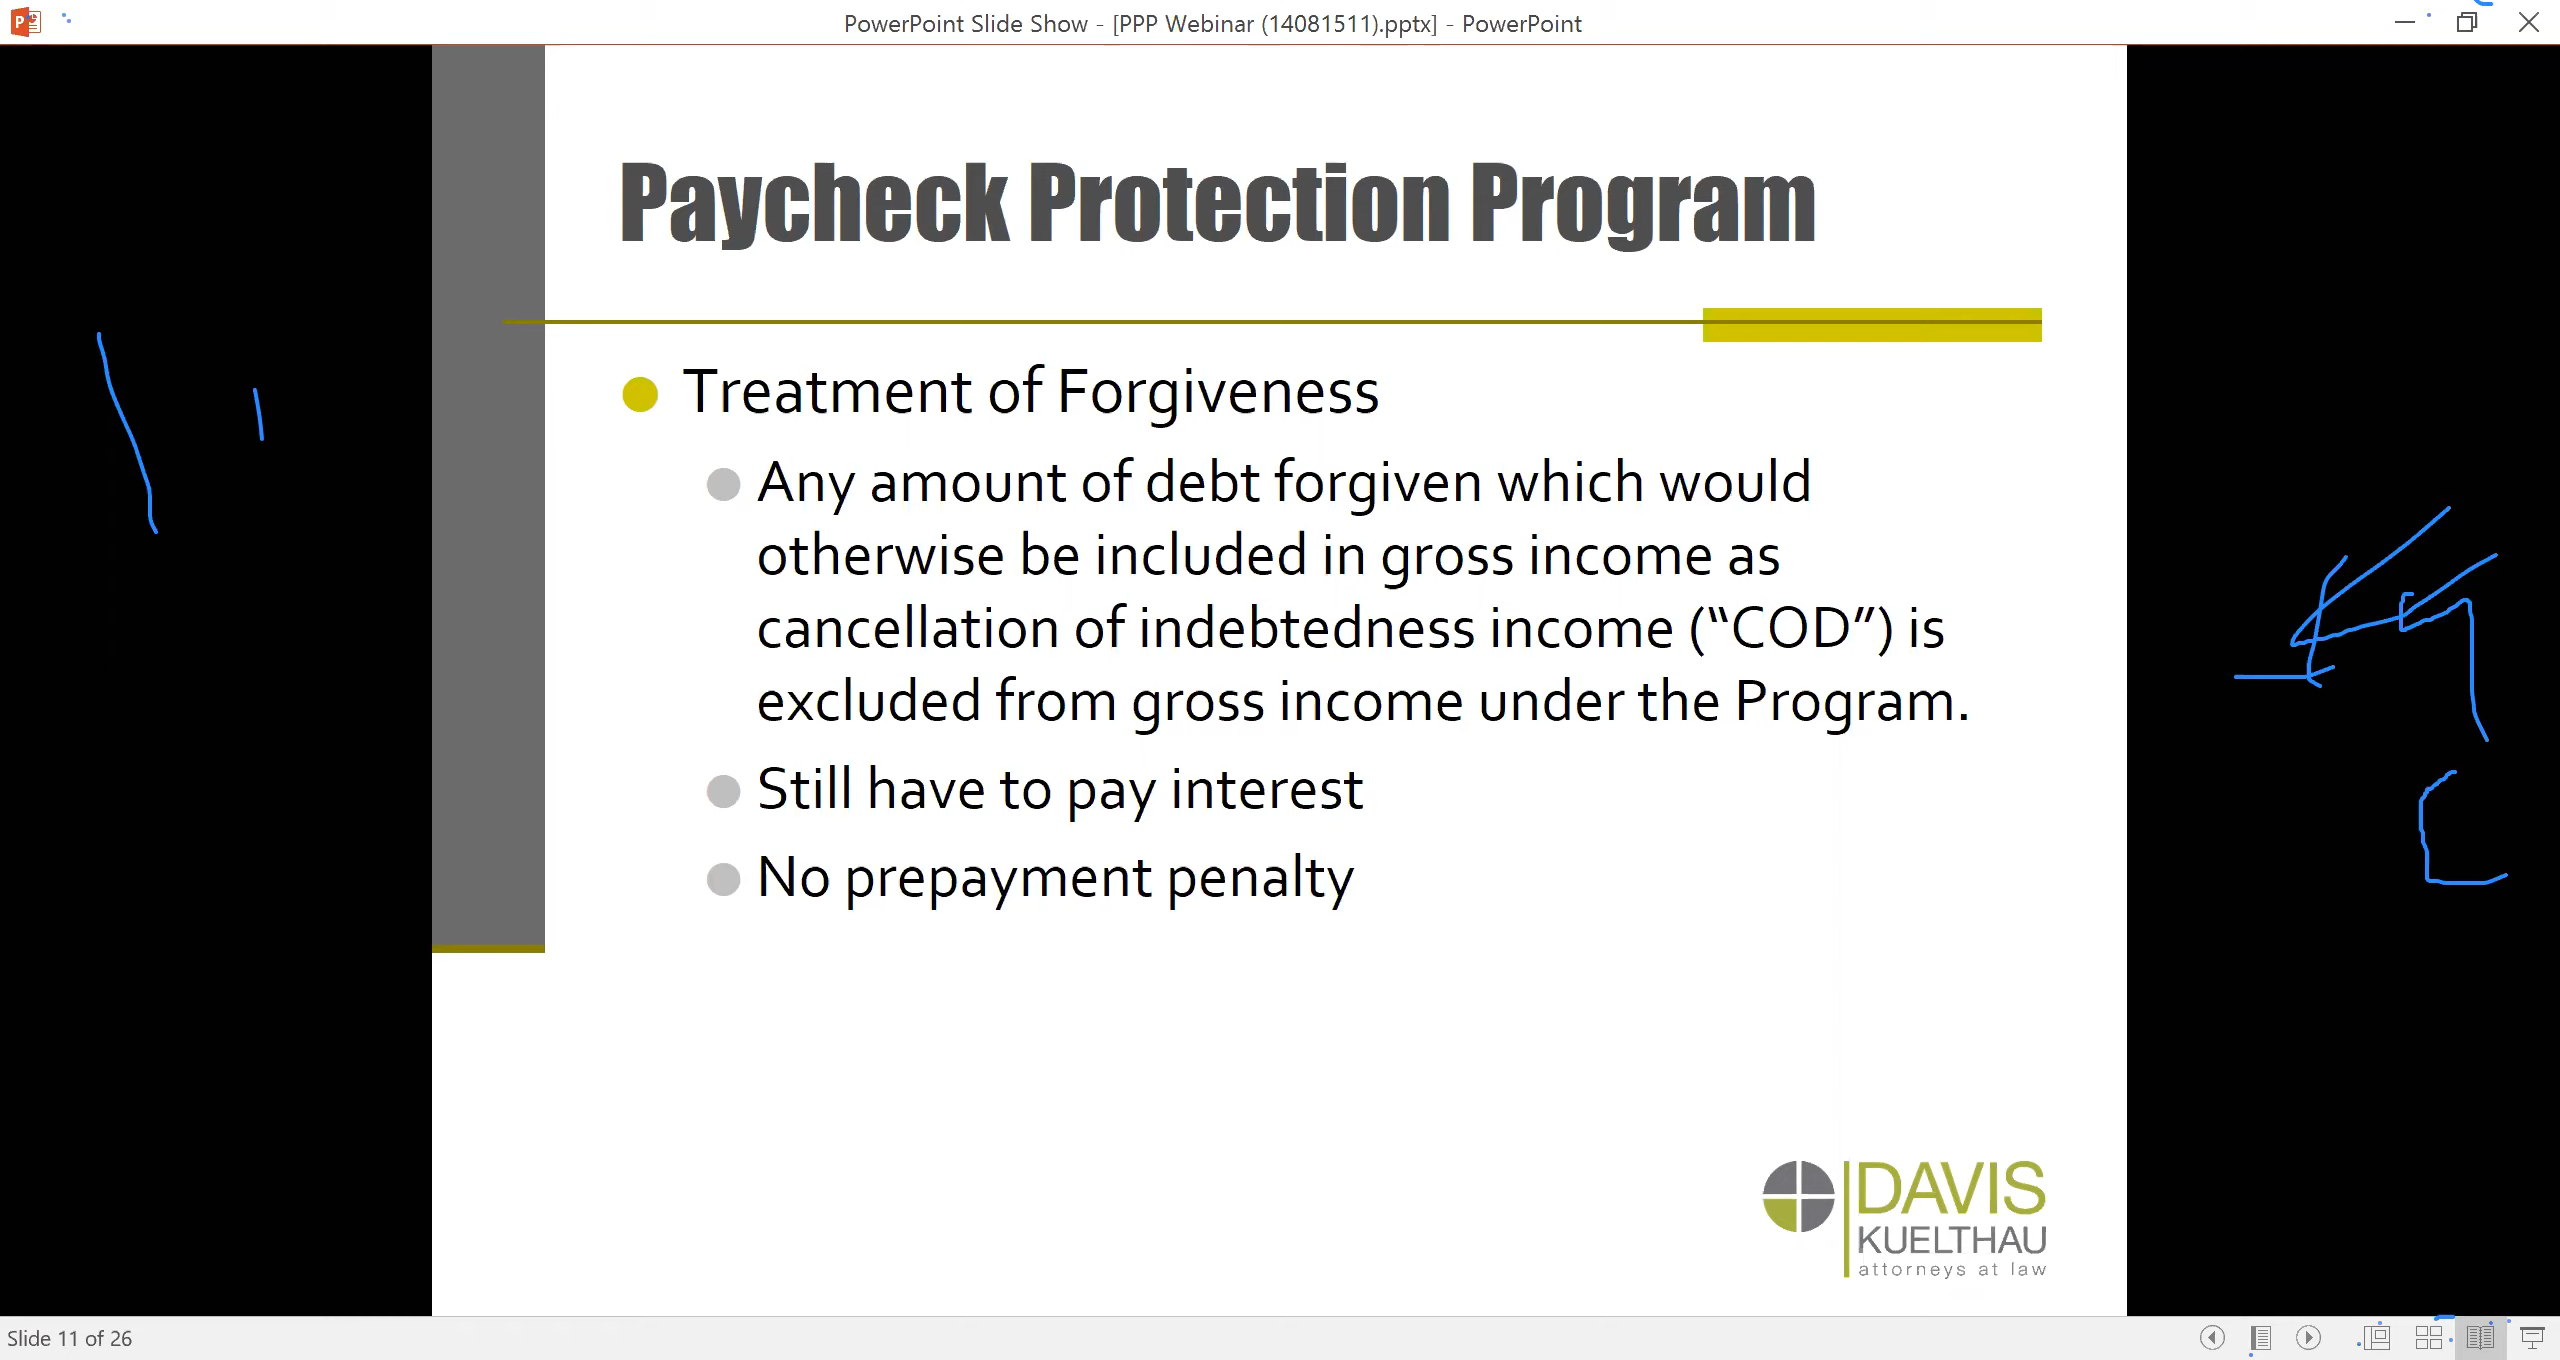 PowerPoint Slide Show - [PPP Webinar (14081511).pptx] - PowerPoint
Paycheck Protection Program
Treatment of Forgiveness
Any amount of debt forgiven which would
otherwise be included in gross income as
cancellation of indebtedness income (“COD”) is
excluded from gross income under the Program.
Still have to pay interest
No prepayment penalty
DAVIS
KUELTHAU
attorneys at law
Slide 11 of 26